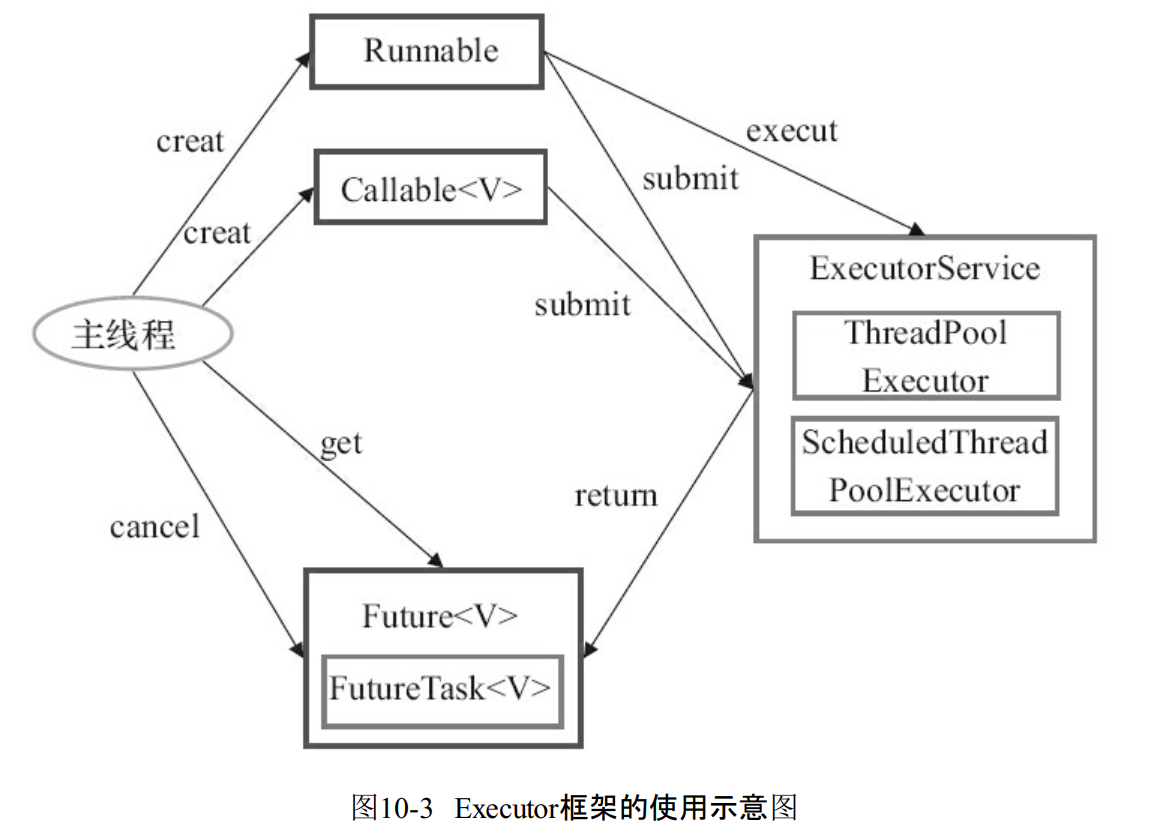 Runnable
creat
execut
submit
Callable<V>
creat
ExecutorService
submit
主线程
ThreadPool
Executor
get
ScheduledThread
PoolExecutor
return
cancel
Future<V>
FutureTask<V>
图10-3 Executor框架的使用示意图